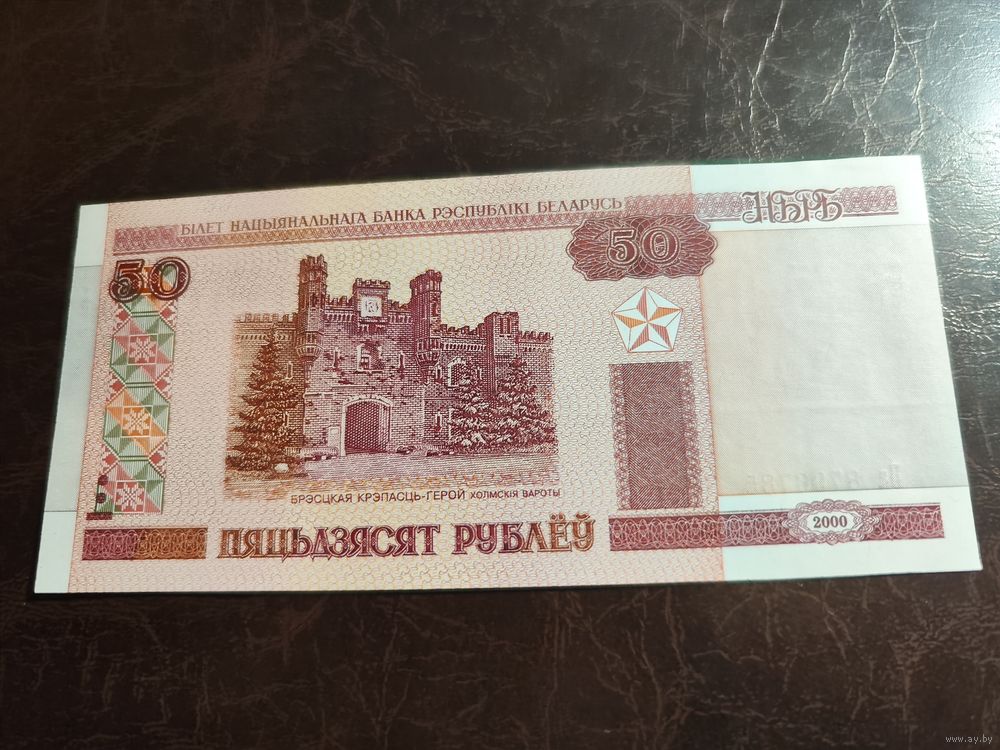 БІЛЕТ НАЦЫЯНАЛЬНАГА БАНКА РЭСПУБЛІКІ БЕЛАРУСЬ
НБРБ
50
50
БРЭСЦКАЯ КРЭПАСЦЬ-ГЕРОЙ ХОЛМСКІЯ ВАРОТЫ
ПЯЦЬДЗЯСЯТ РУБЛЁЎ
2000
www.ay.by